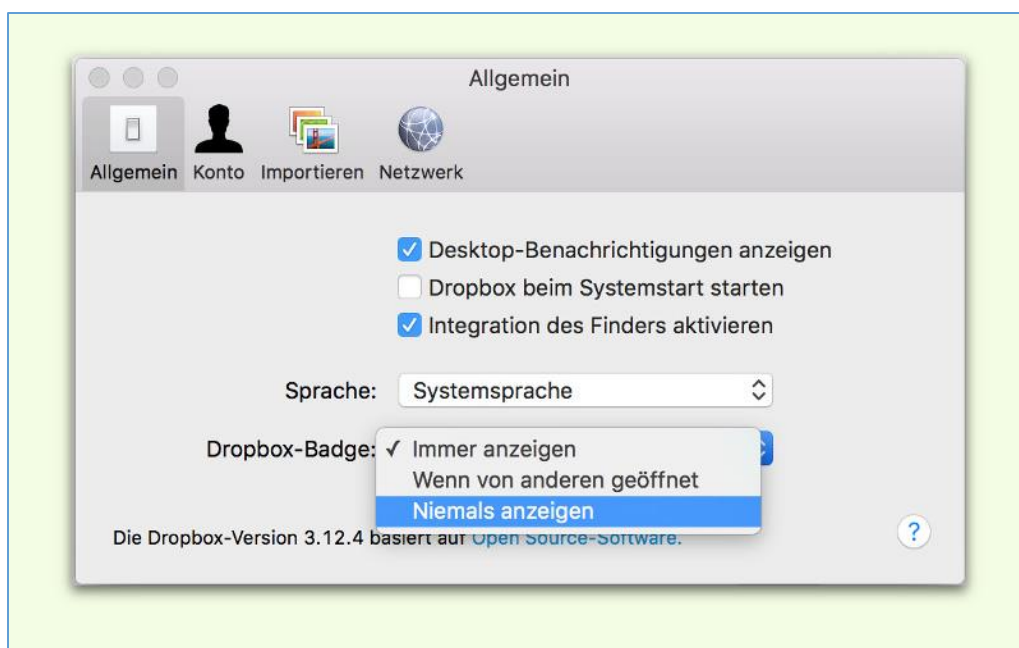 Allgemein
Allgemein Konto Importieren Netzwerk
Desktop-Benachrichtigungen anzeigen
Dropbox beim Systemstart starten
Integration des Finders aktivieren
Sprache: Systemsprache
Dropbox-Badge: ✓ Immer anzeigen
Wenn von anderen geöffnet
Niemals anzeigen
Die Dropbox-Version 3.12.4 basiert auf Open Source-Software.
?